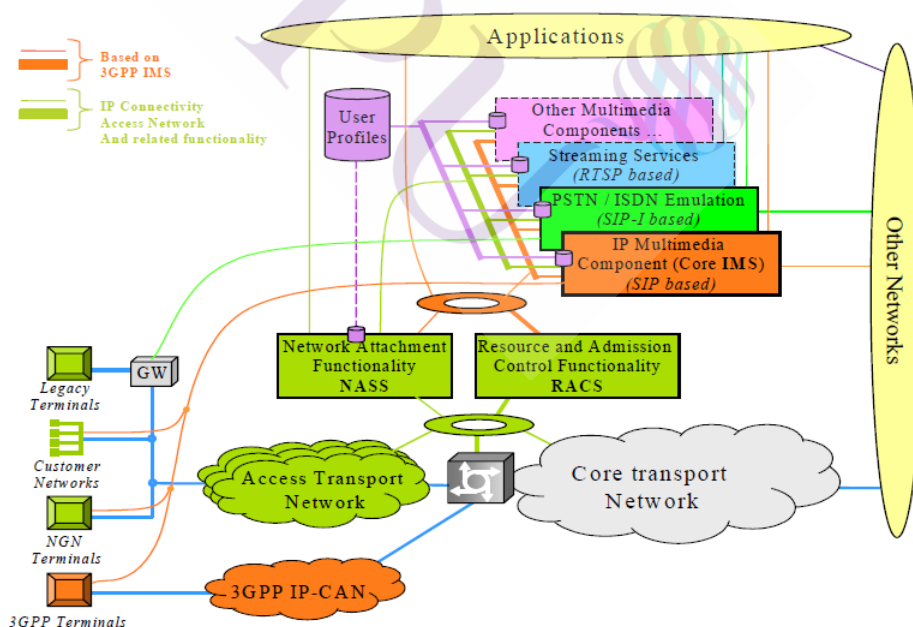 Applications
Based on
3GPP IMS
IP Connectivity
Access Network
And related functionality
User
Profiles
Other Multimedia
Components ...
Streaming Services
(RTSP based)
PSTN / ISDN Emulation
(SIP-I based)
IP Multimedia
Component (Core IMS)
(SIP based)
Other Networks
Network Attachment
Functionality
NASS
Resource and Admission
Control Functionality
RACS
GW
Legacy
Terminals
Customer
Networks
NGN
Terminals
3GPP Terminals
Access Transport
Network
Core transport
Network
3GPP IP-CAN